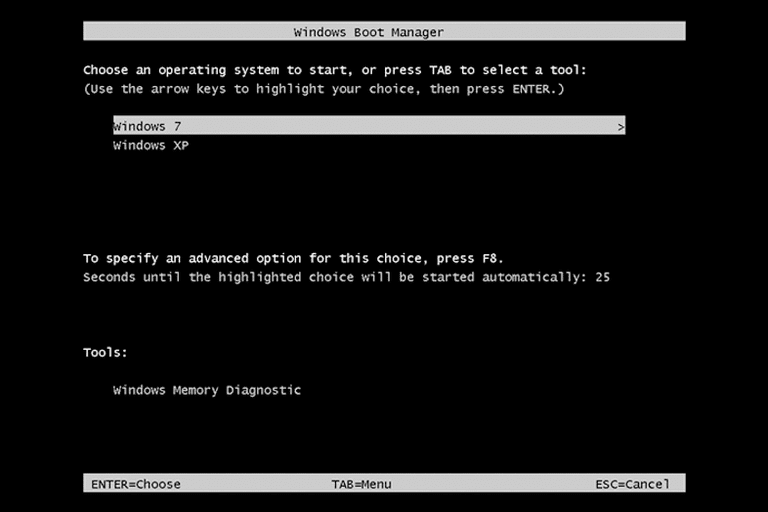 Windows Boot Manager
Choose an operating system to start, or press TAB to select a tool:
(Use the arrow keys to highlight your choice, then press ENTER.)
Windows 7 >
Windows XP
To specify an advanced option for this choice, press F8.
Seconds until the highlighted choice will be started automatically: 25
Tools:
Windows Memory Diagnostic
ENTER=Choose TAB=Menu ESC=Cancel